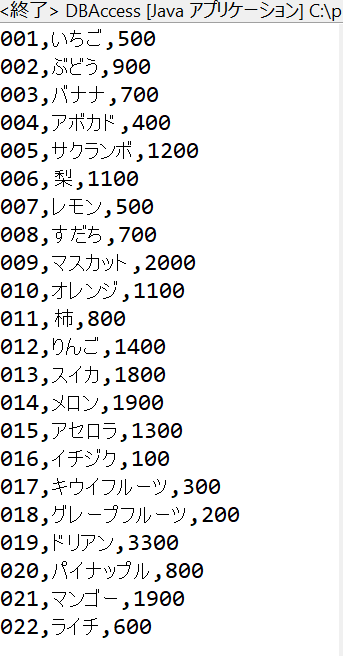 <終了> DBAccess [Java アプリケーション] C:\p
001,いちご,500
002,ぶどう,900
003,バナナ,700
004,アボカド,400
005,サクランボ,1200
006,梨,1100
007,レモン,500
008,すだち,700
009,マスカット,2000
010,オレンジ,1100
011,柿,800
012,りんご,1400
013,スイカ,1800
014,メロン,1900
015,アセロラ,1300
016,イチジク,100
017,キウイフルーツ,300
018,グレープフルーツ,200
019,ドリアン,3300
020,パイナップル,800
021,マンゴー,1900
022,ライチ,600